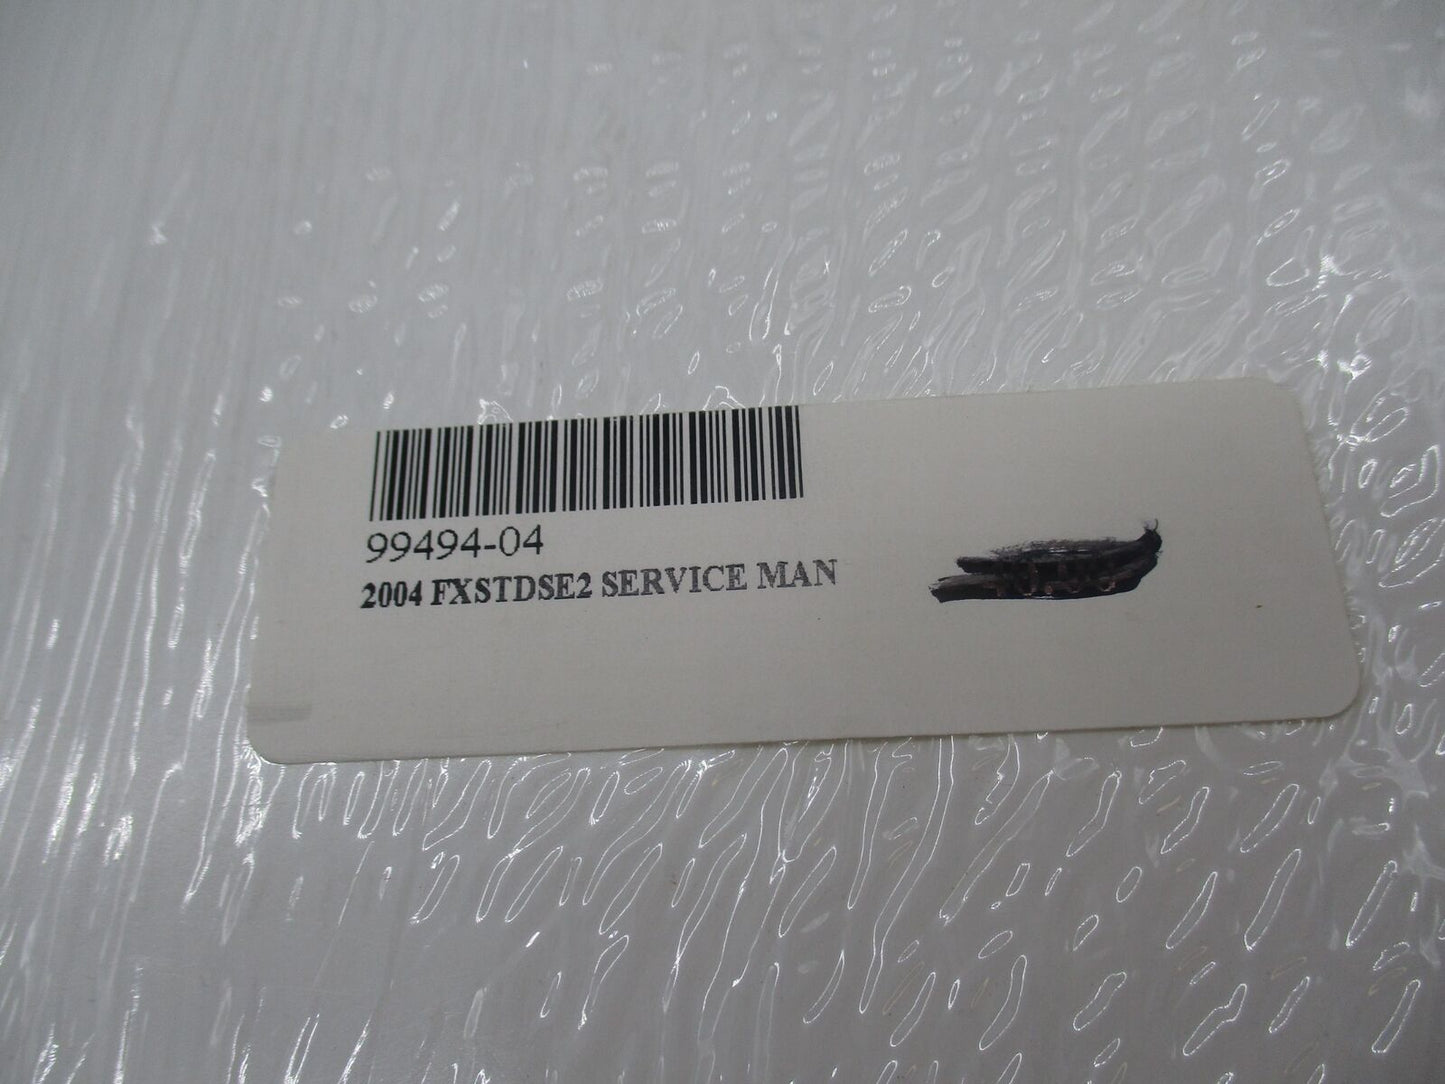 99494-04
2004 FXSTDSE2 SERVICE MAN